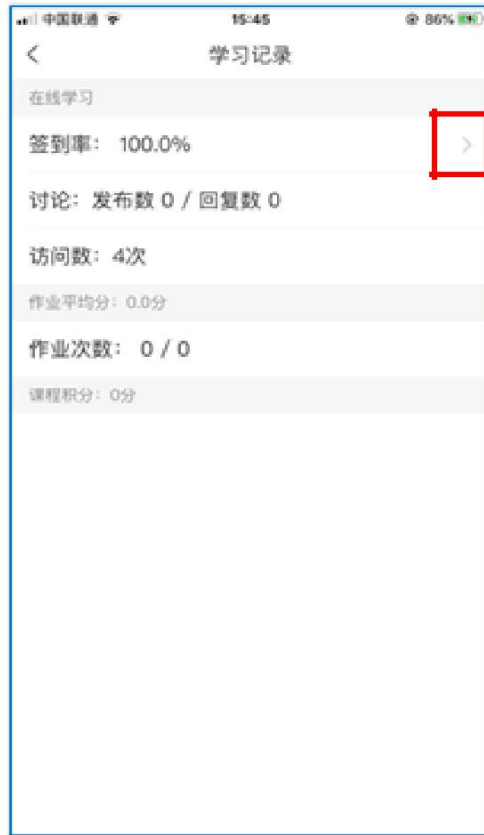 中国联通 15:45 86%
学习记录
在线学习
签到率： 100.0%
讨论：发布数 0 / 回复数 0
访问数：4次
作业平均分：0.0分
作业次数： 0 / 0
课程积分：0分